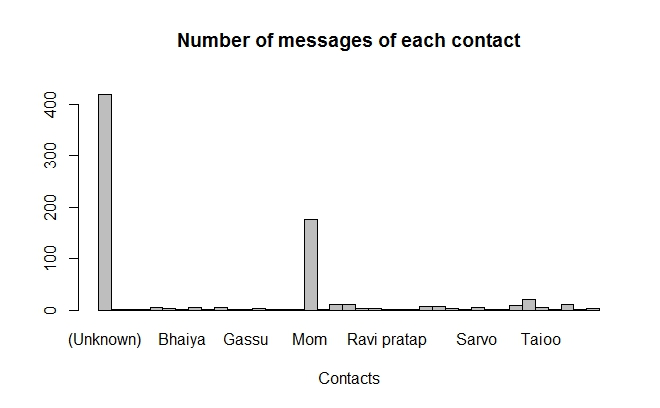 Number of messages of each contact
400
300
200
100
0
(Unknown) Bhaiya Gassu Mom Ravi pratap Sarvo Taioo
Contacts